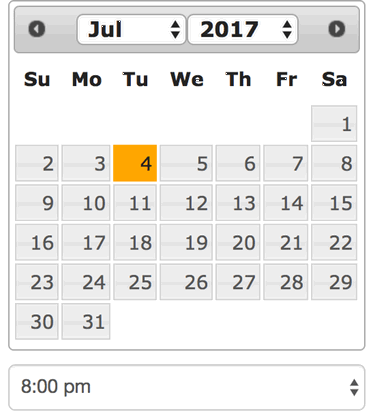 Jul 2017
Su Mo Tu We Th Fr Sa
1
2 3 4 5 6 7 8
9 10 11 12 13 14 15
16 17 18 19 20 21 22
23 24 25 26 27 28 29
30 31
8:00 pm